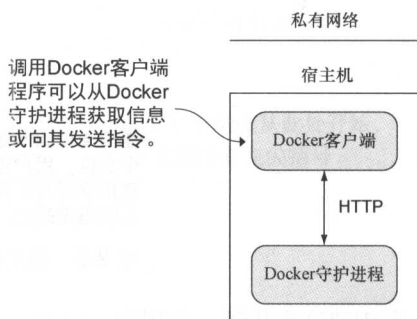 私有网络
宿主机
调用Docker客户端
程序可以从Docker
守护进程获取信息
或向其发送指令。
Docker客户端
HTTP
Docker守护进程